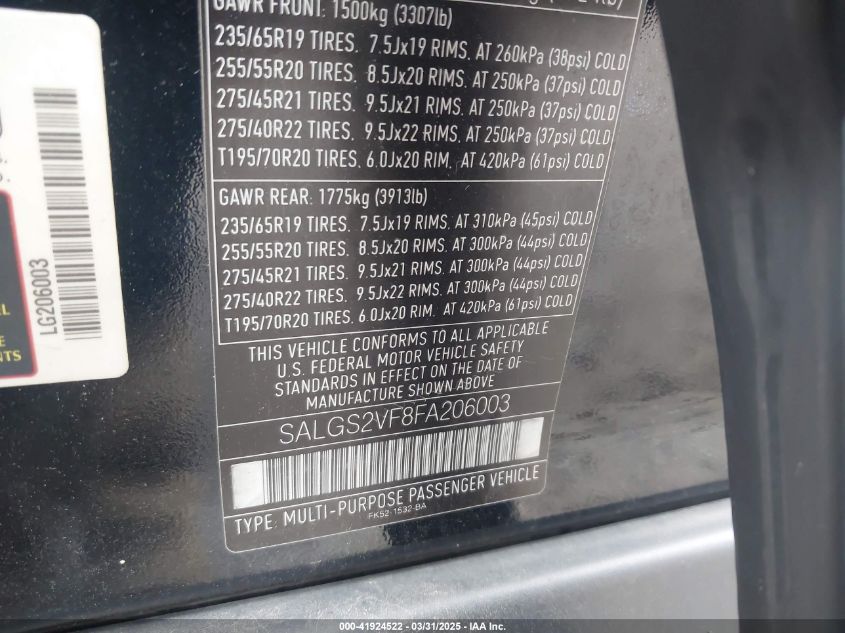 GAWR FRONT: 1500kg (3307lb)
235/65R19 TIRES. 7.5Jx19 RIMS. AT 260kPa (38psi) COLD
255/55R20 TIRES. 8.5Jx20 RIMS. AT 250kPa (37psi) COLD
275/45R21 TIRES. 9.5Jx21 RIMS. AT 250kPa (37psi) COLD
275/40R22 TIRES. 9.5Jx22 RIMS. AT 250kPa (37psi) COLD
T195/70R20 TIRES. 6.0Jx20 RIM. AT 420kPa (61psi) COLD
GAWR REAR: 1775kg (3913lb)
235/65R19 TIRES. 7.5Jx19 RIMS. AT 310kPa (45psi) COLD
255/55R20 TIRES. 8.5Jx20 RIMS. AT 300kPa (44psi) COLD
275/45R21 TIRES. 9.5Jx21 RIMS. AT 300kPa (44psi) COLD
275/40R22 TIRES. 9.5Jx22 RIMS. AT 300kPa (44psi) COLD
T195/70R20 TIRES. 6.0Jx20 RIM. AT 420kPa (61psi) COLD
THIS VEHICLE CONFORMS TO ALL APPLICABLE
U.S. FEDERAL MOTOR VEHICLE SAFETY
STANDARDS IN EFFECT ON THE DATE OF
MANUFACTURE SHOWN ABOVE
SALGS2VF8FA206003
TYPE: MULTI-PURPOSE PASSENGER VEHICLE
FK52-1532-BA
LG206003
000-41924522 - 03/31/2025 - IAA Inc.